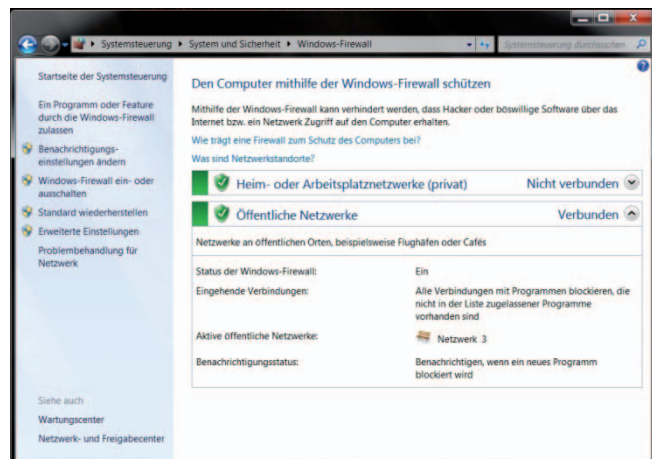 Systemsteuerung ▸ System und Sicherheit ▸ Windows-Firewall
Systemsteuerung durchsuchen
Startseite der Systemsteuerung
Ein Programm oder Feature
durch die Windows-Firewall
zulassen
Benachrichtigungs-
einstellungen ändern
Windows-Firewall ein- oder
ausschalten
Standard wiederherstellen
Erweiterte Einstellungen
Problembehandlung für
Netzwerk
Siehe auch
Wartungscenter
Netzwerk- und Freigabecenter
Den Computer mithilfe der Windows-Firewall schützen
Mithilfe der Windows-Firewall kann verhindert werden, dass Hacker oder böswillige Software über das
Internet bzw. ein Netzwerk Zugriff auf den Computer erhalten.
Wie trägt eine Firewall zum Schutz des Computers bei?
Was sind Netzwerkstandorte?
Heim- oder Arbeitsplatznetzwerke (privat) Nicht verbunden
Öffentliche Netzwerke Verbunden
Netzwerke an öffentlichen Orten, beispielsweise Flughäfen oder Cafés
Status der Windows-Firewall: Ein
Eingehende Verbindungen: Alle Verbindungen mit Programmen blockieren, die
nicht in der Liste zugelassener Programme
vorhanden sind
Aktive öffentliche Netzwerke: Netzwerk 3
Benachrichtigungsstatus: Benachrichtigen, wenn ein neues Programm
blockiert wird